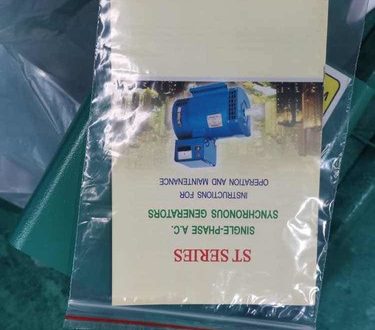 ST SERIES
SINGLE-PHASE A.C.
SYNCHRONOUS GENERATORS
INSTRUCTIONS FOR
OPERATION AND MAINTENANCE